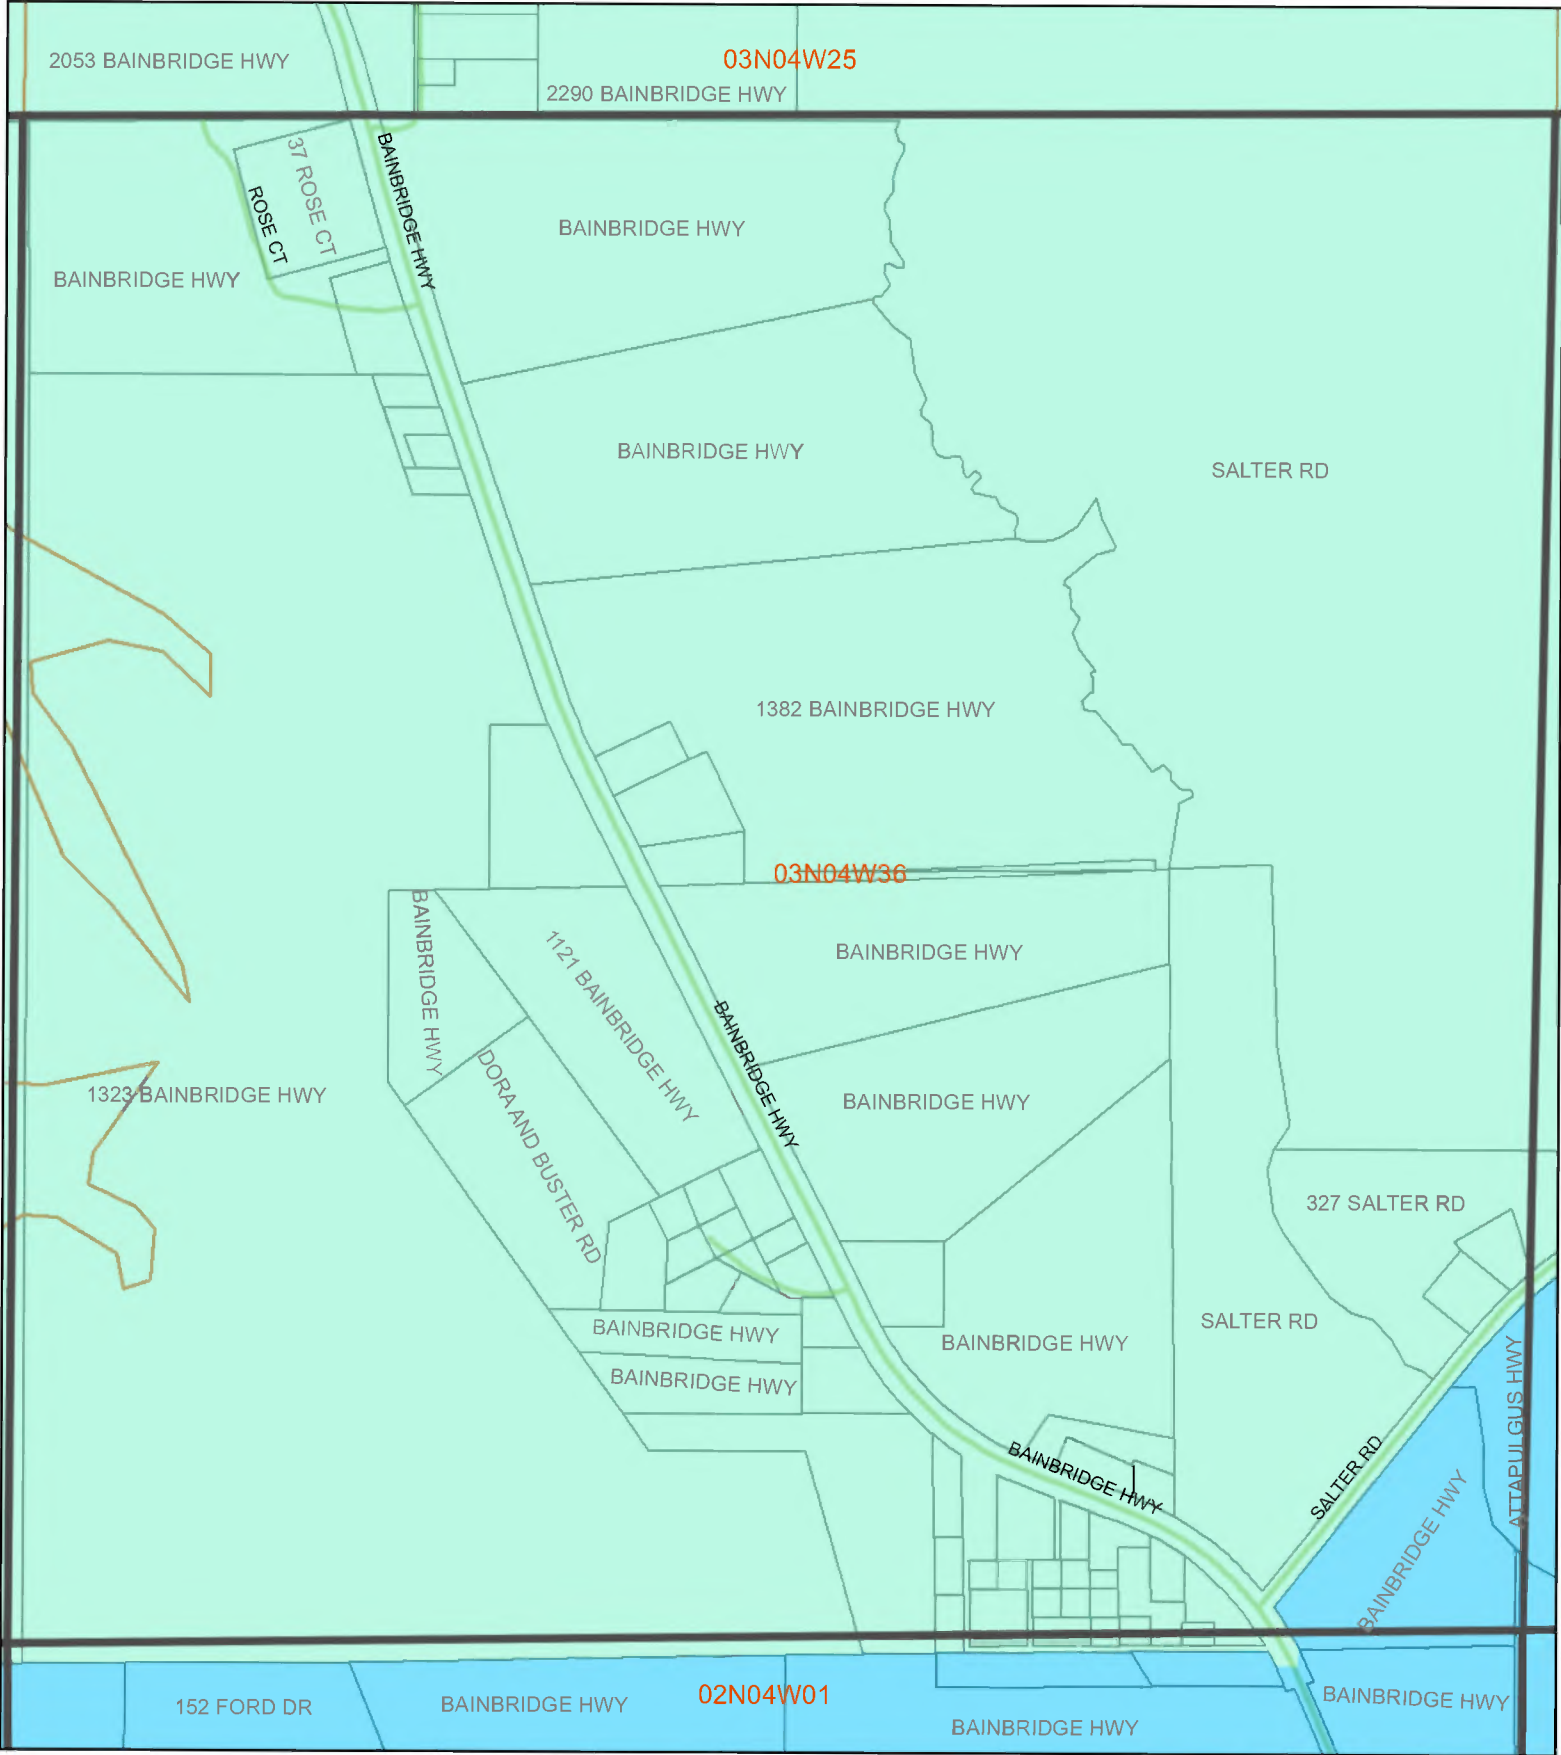 2053 BAINBRIDGE HWY
03N04W25
2290 BAINBRIDGE HWY
37 ROSE CT
BAINBRIDGE HWY
ROSE CT
BAINBRIDGE HWY
BAINBRIDGE HWY
BAINBRIDGE HWY
SALTER RD
1382 BAINBRIDGE HWY
03N04W36
BAINBRIDGE HWY
1121 BAINBRIDGE HWY
BAINBRIDGE HWY
BAINBRIDGE HWY
DORA AND BUSTER RD
1323 BAINBRIDGE HWY
BAINBRIDGE HWY
327 SALTER RD
BAINBRIDGE HWY
BAINBRIDGE HWY
SALTER RD
BAINBRIDGE HWY
BAINBRIDGE HWY
ATTAPULGUS HWY
SALTER RD
BAINBRIDGE HWY
BAINBRIDGE HWY
152 FORD DR
BAINBRIDGE HWY
02N04W01
BAINBRIDGE HWY
BAINBRIDGE HWY